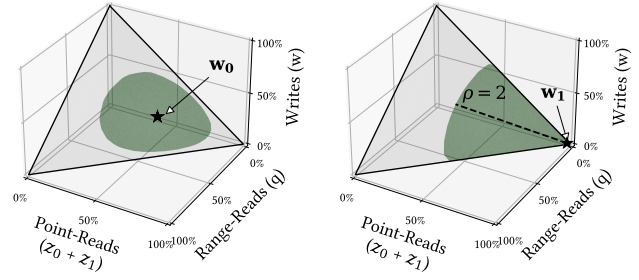 100%
50%
0%
Writes (w)
w₀
0%
50%
100%
Point-Reads
(z₀ + z₁)
0%
50%
100%
Range-Reads (q)
100%
50%
0%
Writes (w)
ρ = 2
w₁
0%
50%
100%
Point-Reads
(z₀ + z₁)
0%
50%
100%
Range-Reads (q)